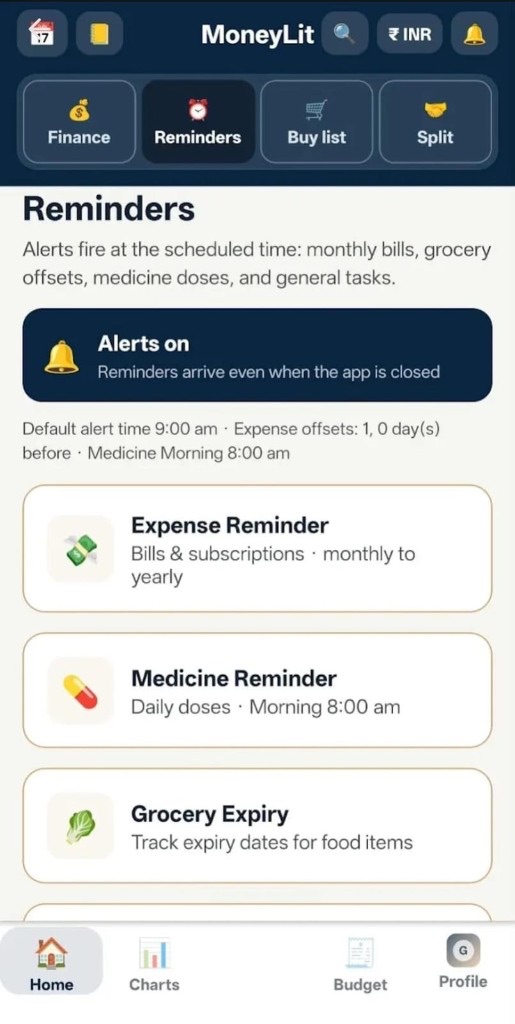 17
MoneyLit
₹ INR
Finance
Reminders
Buy list
Split
Reminders
Alerts fire at the scheduled time: monthly bills, grocery
offsets, medicine doses, and general tasks.
Alerts on
Reminders arrive even when the app is closed
Default alert time 9:00 am · Expense offsets: 1, 0 day(s)
before · Medicine Morning 8:00 am
Expense Reminder
Bills & subscriptions · monthly to
yearly
Medicine Reminder
Daily doses · Morning 8:00 am
Grocery Expiry
Track expiry dates for food items
Home
Charts
Budget
G
Profile